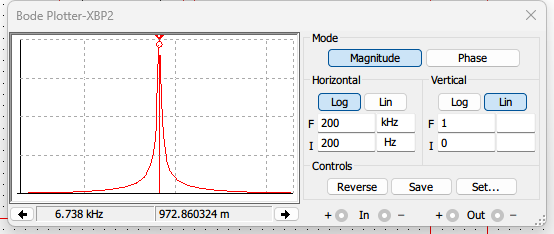 Bode Plotter-XBP2
Mode
Magnitude Phase
Horizontal Vertical
Log Lin Log Lin
F 200 kHz F 1
I 200 Hz I 0
Controls
Reverse Save Set...
6.738 kHz 972.860324 m
+ In − + Out −